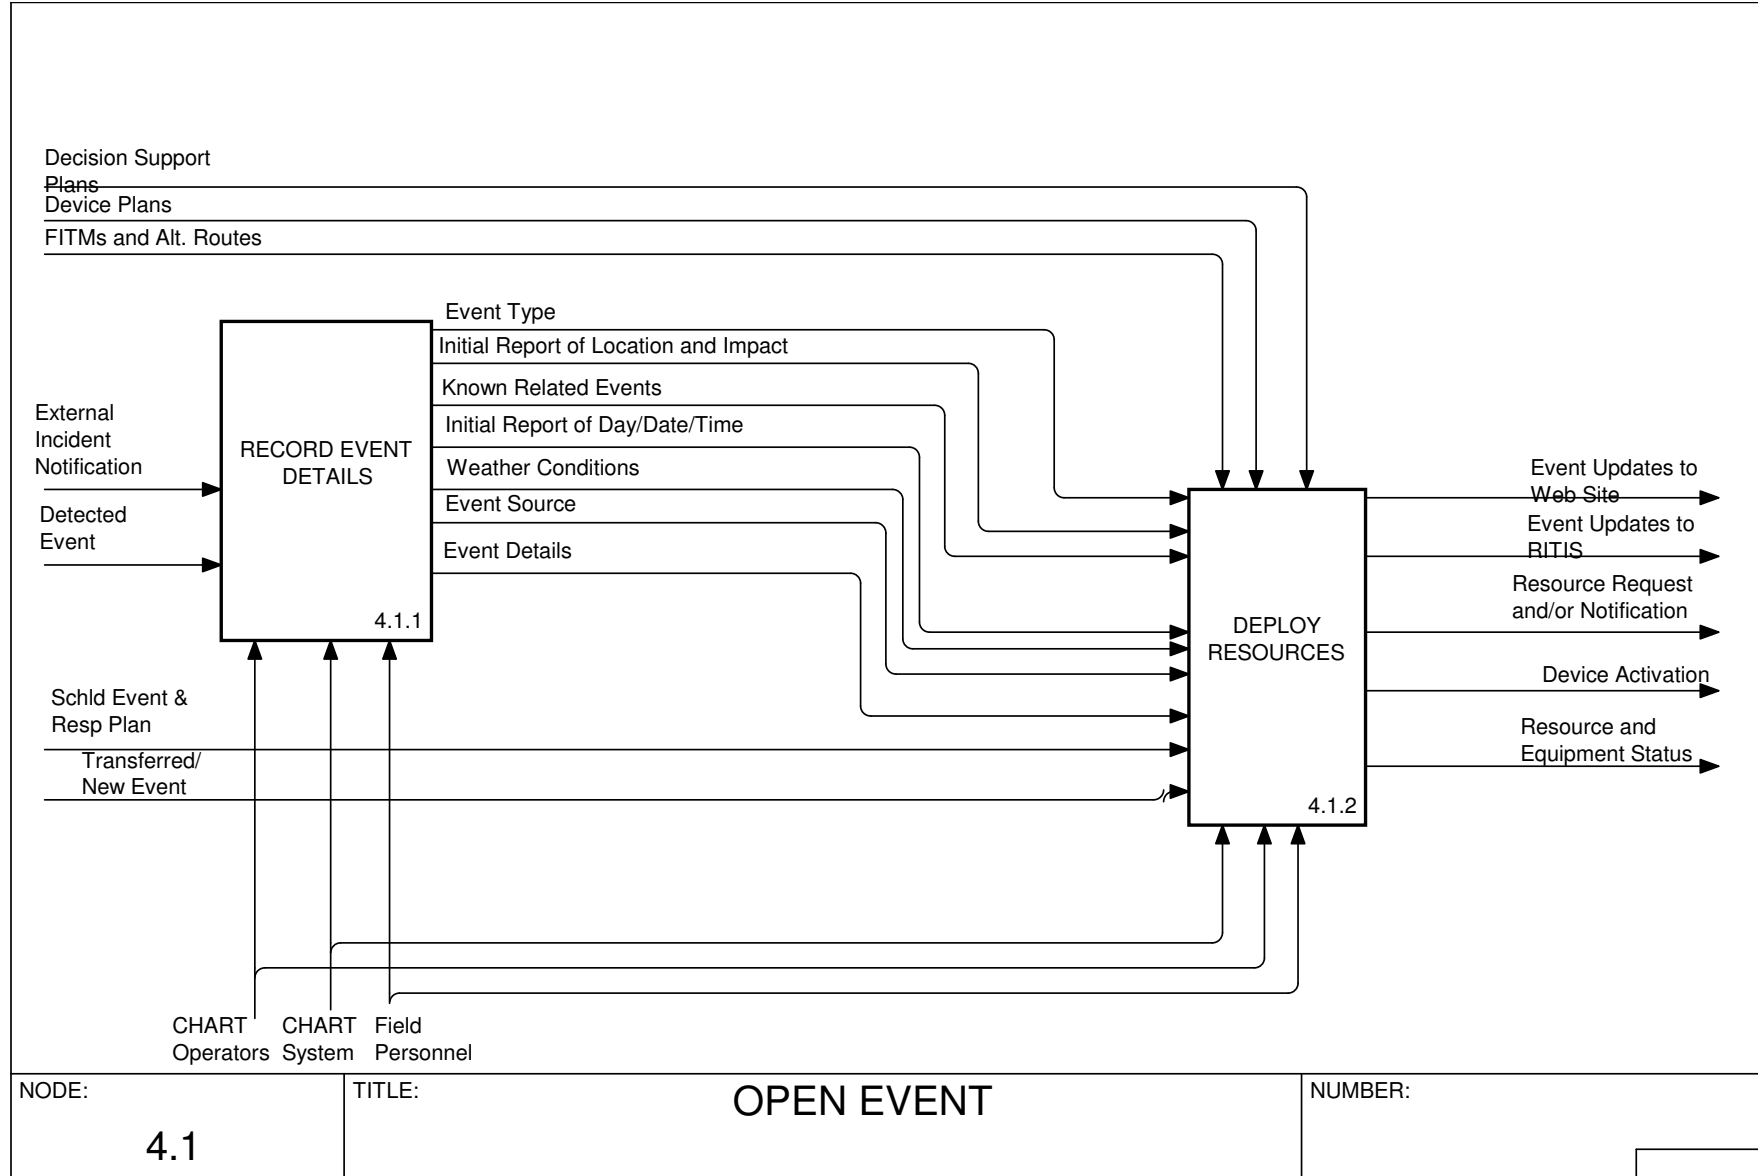 Decision Support
Plans
Device Plans
FITMs and Alt. Routes
Event Type
Initial Report of Location and Impact
Known Related Events
Initial Report of Day/Date/Time
Weather Conditions
Event Source
Event Details
External
Incident
Notification
Detected
Event
RECORD EVENT
DETAILS
4.1.1
Schld Event &
Resp Plan
Transferred/
New Event
DEPLOY
RESOURCES
4.1.2
Event Updates to
Web Site
Event Updates to
RITIS
Resource Request
and/or Notification
Device Activation
Resource and
Equipment Status
CHART
Operators
CHART
System
Field
Personnel
NODE:
4.1
TITLE:
OPEN EVENT
NUMBER: